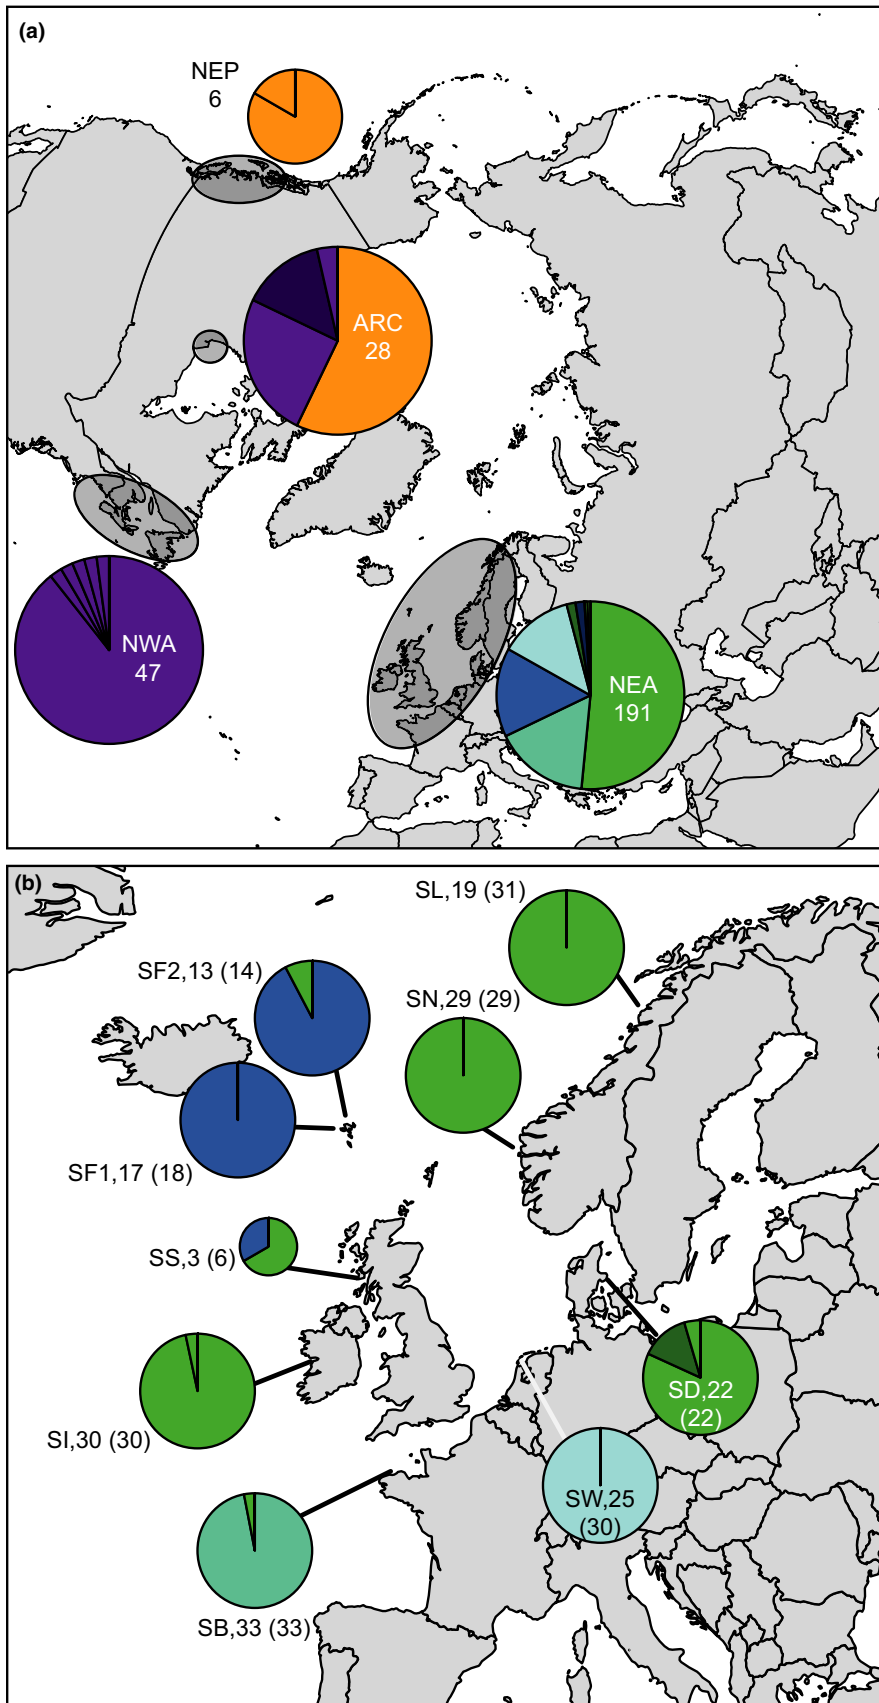 (a)
NEP
6
ARC
28
NWA
47
NEA
191
(b)
SL,19 (31)
SF2,13 (14)
SN,29 (29)
SF1,17 (18)
SS,3 (6)
SI,30 (30)
SD,22
(22)
SW,25
(30)
SB,33 (33)